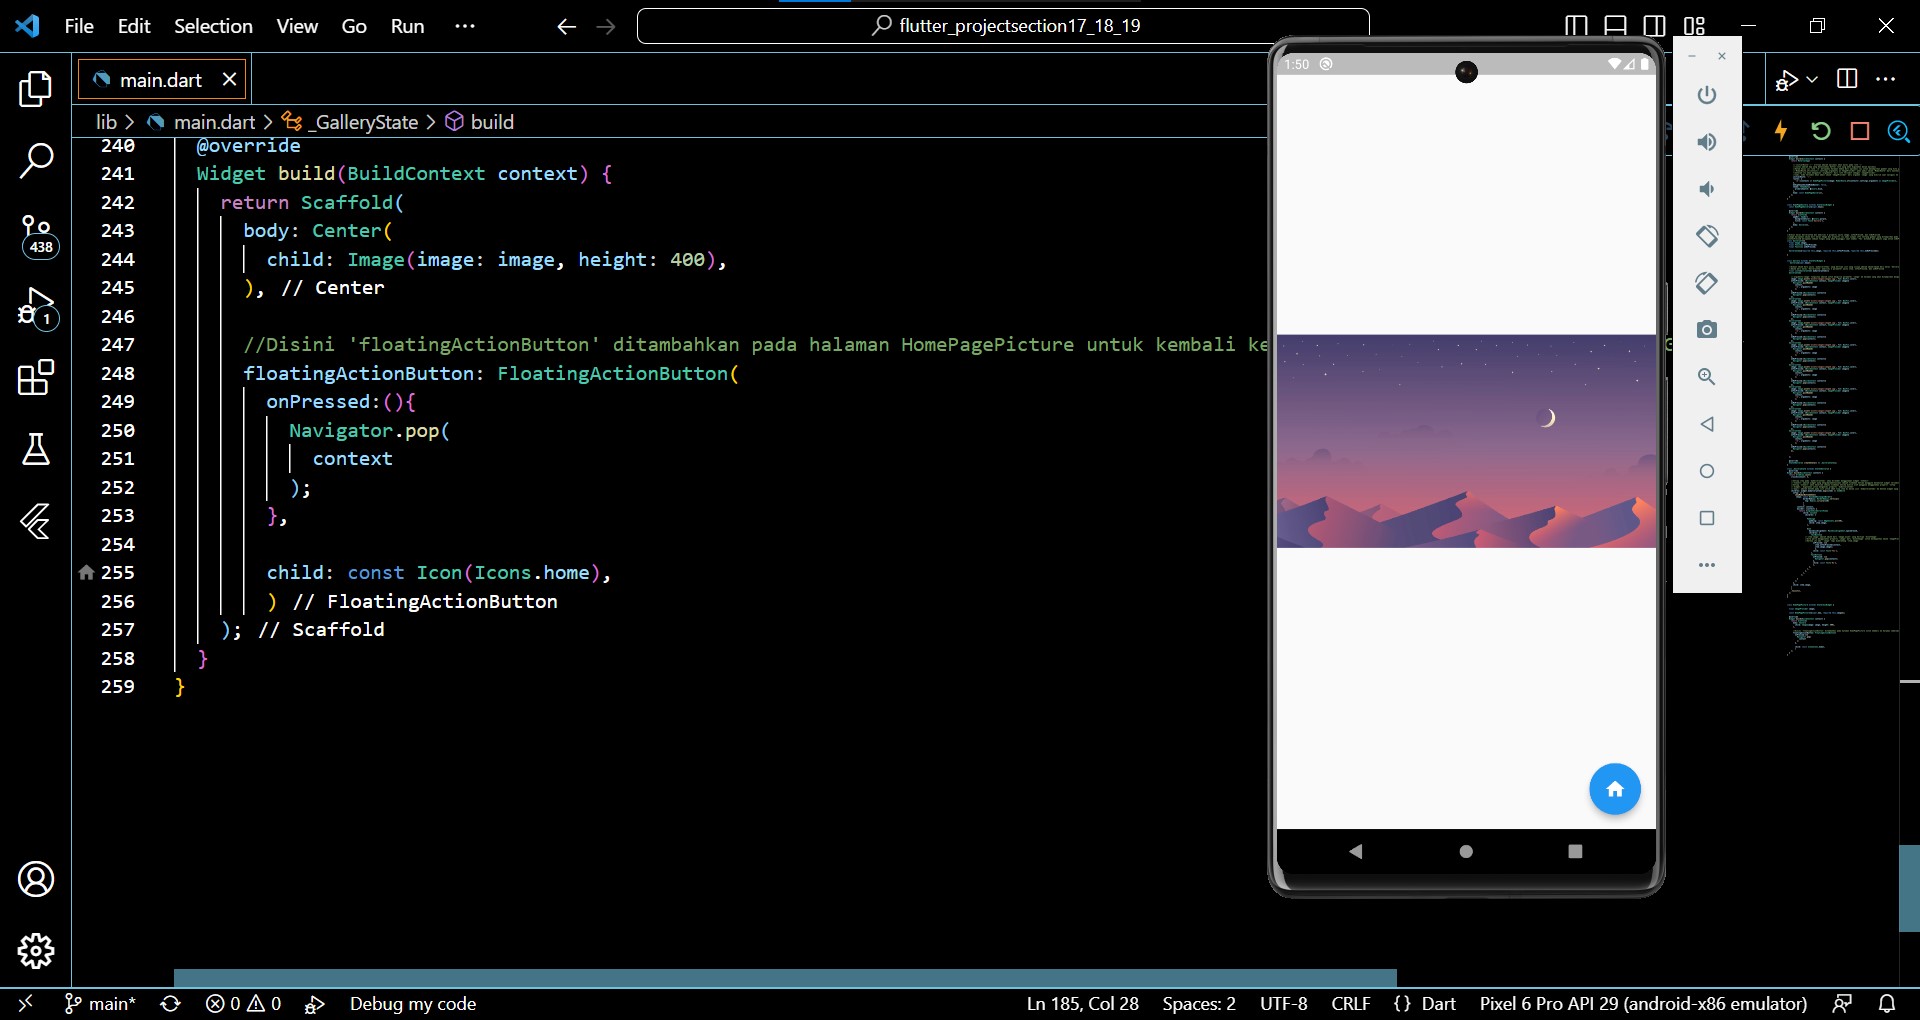 File Edit Selection View Go Run ···
flutter_projectsection17_18_19
main.dart
lib > main.dart > _GalleryState > build
240 @override
241 Widget build(BuildContext context) {
242 return Scaffold(
243 body: Center(
244 child: Image(image: image, height: 400),
245 ), // Center
246
247 //Disini 'floatingActionButton' ditambahkan pada halaman HomePagePicture untuk kembali ke
248 floatingActionButton: FloatingActionButton(
249 onPressed:(){
250 Navigator.pop(
251 context
252 );
253 },
254
255 child: const Icon(Icons.home),
256 ) // FloatingActionButton
257 ); // Scaffold
258 }
259 }
438
1
1:50
main* 0 0 Debug my code
Ln 185, Col 28 Spaces: 2 UTF-8 CRLF {} Dart Pixel 6 Pro API 29 (android-x86 emulator)